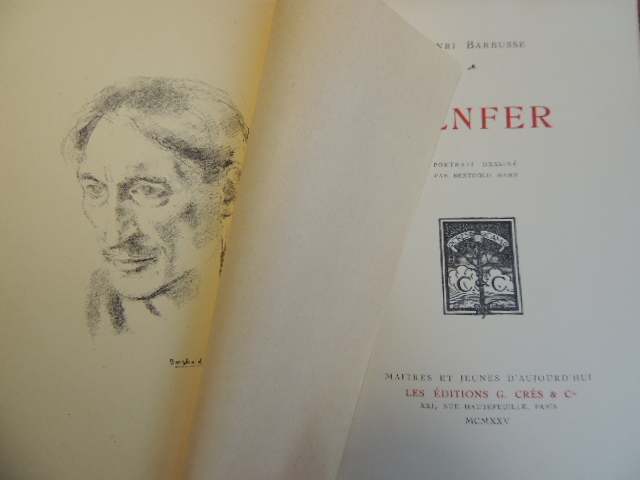 NRI BARBUSSE
ENFER
PORTRAIT DESSINÉ
PAR BERTHOLD MAHN
C & C
MAITRES ET JEUNES D'AUJOURD'HUI
LES ÉDITIONS G. CRÈS & Cie
XXI, RUE HAUTEFEUILLE, PARIS
MCMXXV